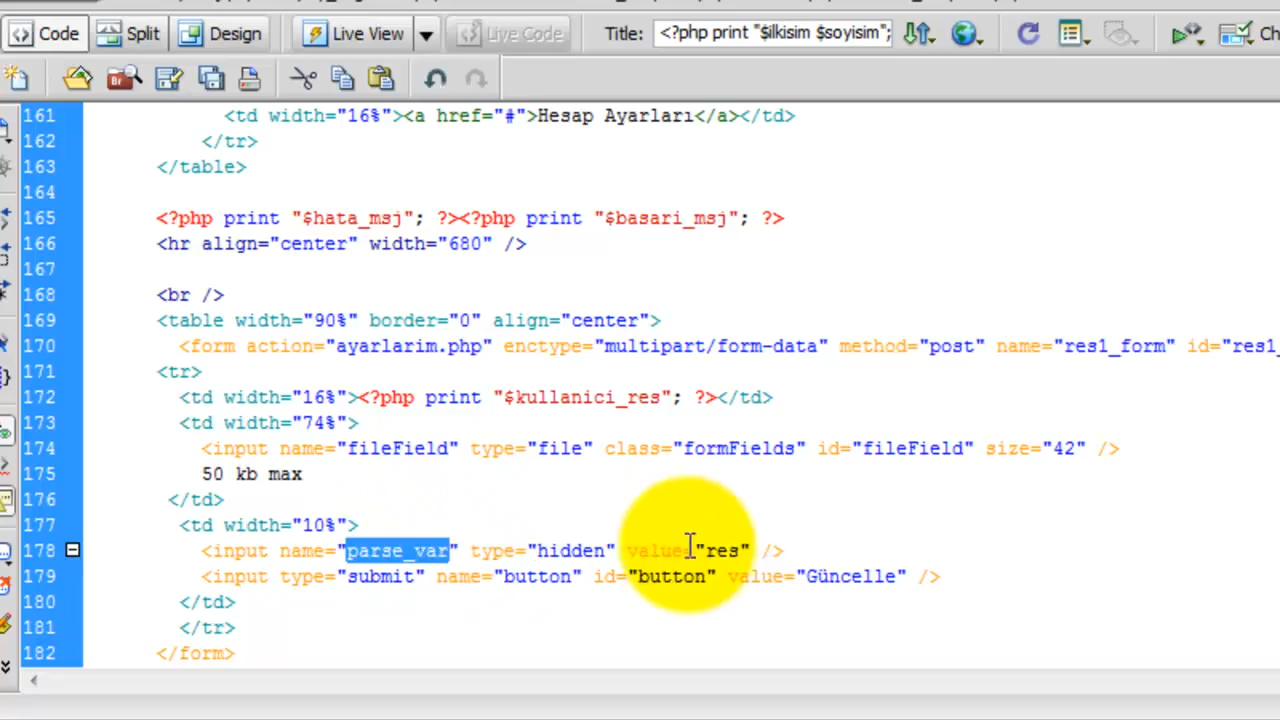 Code Split Design Live View Live Code Title: <?php print "$ilkisim $soyisim"; Ch
Br
161 <td width="16%"><a href="#">Hesap Ayarları</a></td>
162 </tr>
163 </table>
164
165 <?php print "$hata_msj"; ?><?php print "$basari_msj"; ?>
166 <hr align="center" width="680" />
167
168 <br />
169 <table width="90%" border="0" align="center">
170 <form action="ayarlarim.php" enctype="multipart/form-data" method="post" name="res1_form" id="res1_
171 <tr>
172 <td width="16%"><?php print "$kullanici_res"; ?></td>
173 <td width="74%">
174 <input name="fileField" type="file" class="formFields" id="fileField" size="42" />
175 50 kb max
176 </td>
177 <td width="10%">
178 <input name="parse_var" type="hidden" value="res" />
179 <input type="submit" name="button" id="button" value="Güncelle" />
180 </td>
181 </tr>
182 </form>